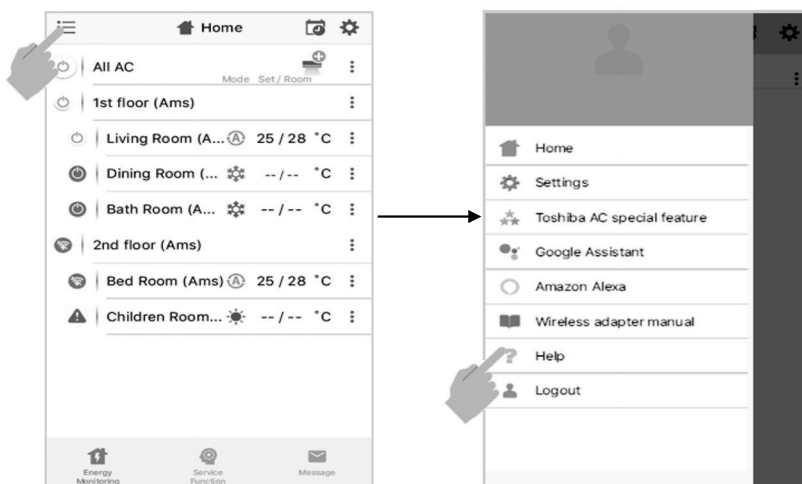 Home
All AC
Mode Set / Room
1st floor (Ams)
Living Room (A... A 25 / 28 °C
Dining Room (... -- / -- °C
Bath Room (A... -- / -- °C
2nd floor (Ams)
Bed Room (Ams) A 25 / 28 °C
Children Room... -- / -- °C
Energy
Monitoring
Service
Function
Message
Home
Settings
Toshiba AC special feature
Google Assistant
Amazon Alexa
Wireless adapter manual
? Help
Logout